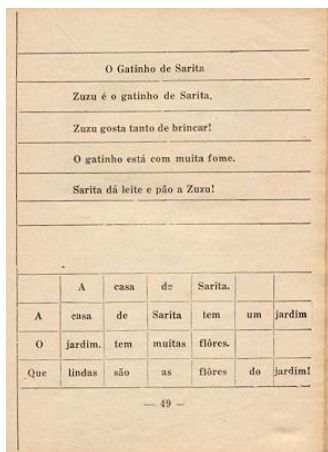 O Gatinho de Sarita
Zuzu é o gatinho de Sarita.
Zuzu gosta tanto de brincar!
O gatinho está com muita fome.
Sarita dá leite e pão a Zuzu!
A casa de Sarita.
A casa de Sarita tem um jardim
O jardim. tem muitas flôres.
Que lindas são as flôres do jardim!
— 49 —